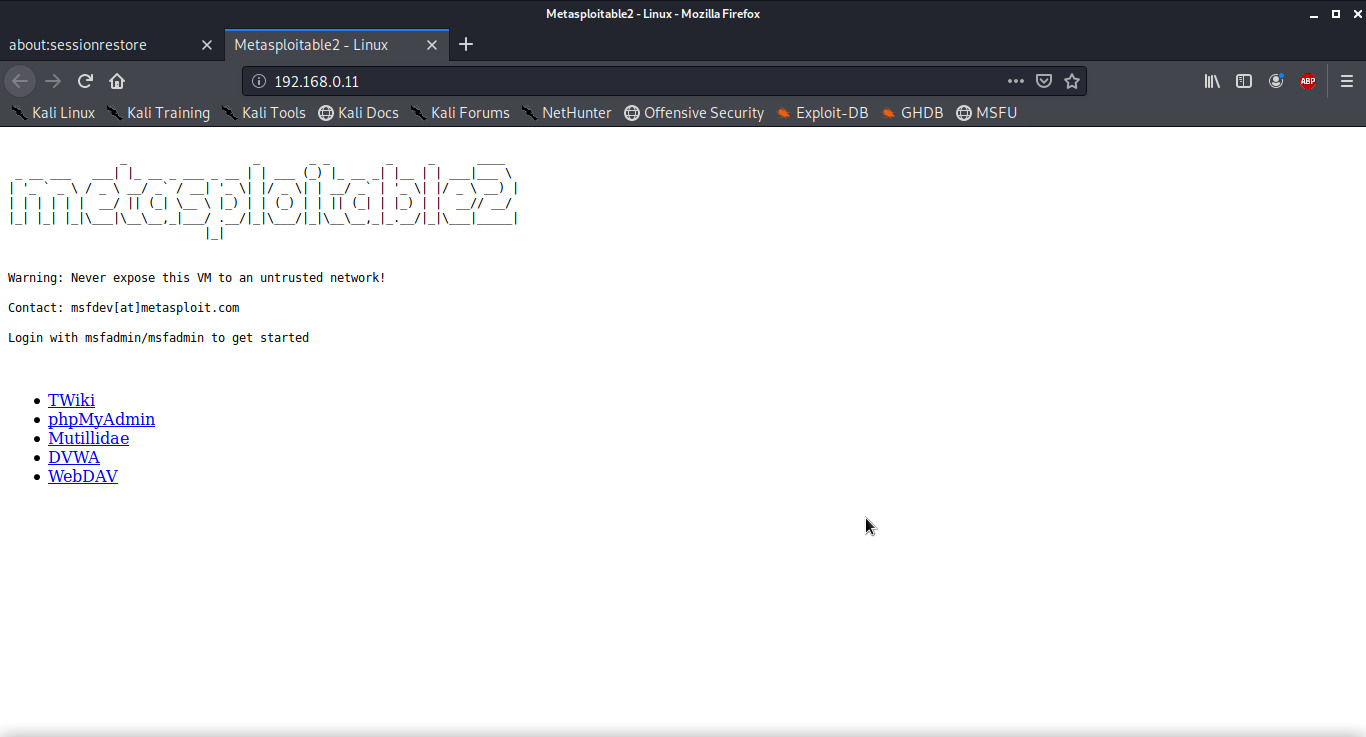 Metasploitable2 - Linux - Mozilla Firefox
about:sessionrestore
Metasploitable2 - Linux
192.168.0.11
ABP
Kali Linux Kali Training Kali Tools Kali Docs Kali Forums NetHunter Offensive Security Exploit-DB GHDB MSFU
metasploitable2
Warning: Never expose this VM to an untrusted network!
Contact: msfdev[at]metasploit.com
Login with msfadmin/msfadmin to get started
TWiki
phpMyAdmin
Mutillidae
DVWA
WebDAV